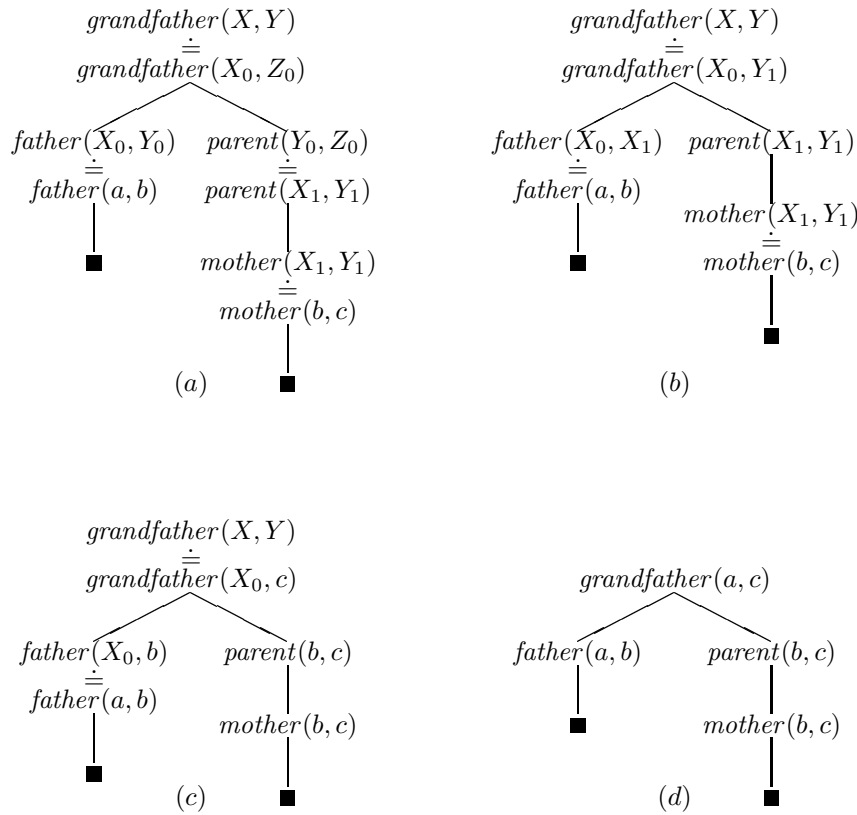 grandfather(X, Y)
≐
grandfather(X₀, Z₀)
father(X₀, Y₀) parent(Y₀, Z₀)
≐ ≐
father(a, b) parent(X₁, Y₁)
mother(X₁, Y₁)
≐
mother(b, c)
(a)
grandfather(X, Y)
≐
grandfather(X₀, Y₁)
father(X₀, X₁) parent(X₁, Y₁)
≐
father(a, b)
mother(X₁, Y₁)
≐
mother(b, c)
(b)
grandfather(X, Y)
≐
grandfather(X₀, c)
father(X₀, b) parent(b, c)
≐
father(a, b)
mother(b, c)
(c)
grandfather(a, c)
father(a, b) parent(b, c)
mother(b, c)
(d)